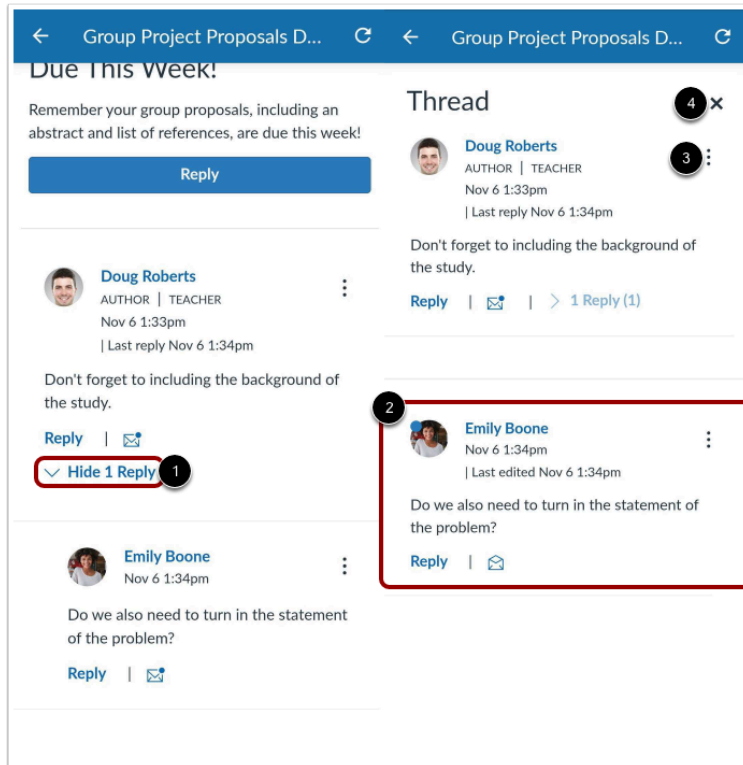 Group Project Proposals D...
Due This Week!
Remember your group proposals, including an
abstract and list of references, are due this week!
Reply
Doug Roberts
AUTHOR | TEACHER
Nov 6 1:33pm
| Last reply Nov 6 1:34pm
Don't forget to including the background of
the study.
Reply |
Hide 1 Reply 1
Emily Boone
Nov 6 1:34pm
Do we also need to turn in the statement
of the problem?
Reply |
Group Project Proposals D...
Thread 4
Doug Roberts
AUTHOR | TEACHER 3
Nov 6 1:33pm
| Last reply Nov 6 1:34pm
Don't forget to including the background of
the study.
Reply | | 1 Reply (1)
2
Emily Boone
Nov 6 1:34pm
| Last edited Nov 6 1:34pm
Do we also need to turn in the statement of
the problem?
Reply |